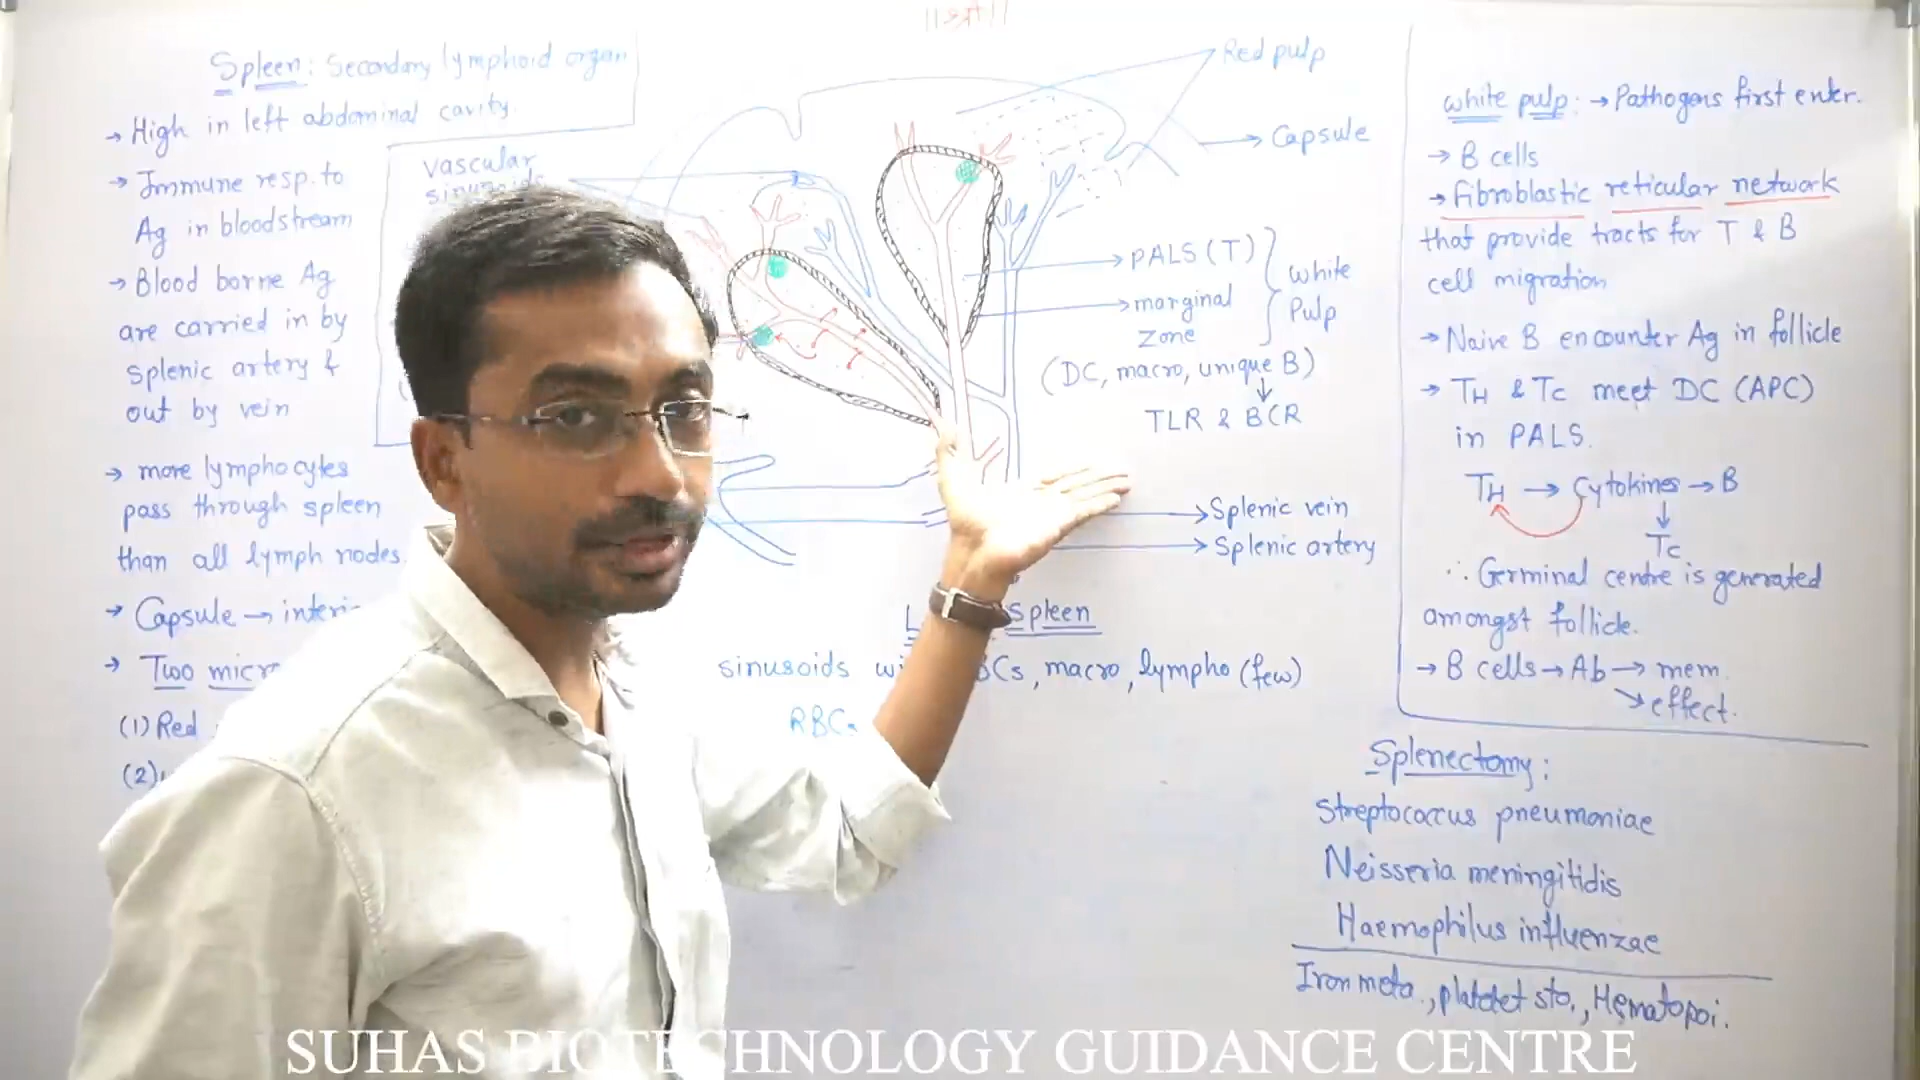 ||श्री||
Spleen: Secondary lymphoid organ
→ High in left abdominal cavity.
→ Immune resp. to
Ag in bloodstream
→ Blood borne Ag
are carried in by
splenic artery &
out by vein
→ more lymphocytes
pass through spleen
than all lymph nodes.
→ Capsule →
→ Two
(1) Red
(2)
vascular
sinusoids
Red pulp
→ Capsule
→ PALS (T)
→ marginal
zone
White
Pulp
(DC, macro, unique B)
↓
TLR & BCR
→ Splenic vein
→ Splenic artery
Spleen
sinusoids macro, lympho (few)
RBCs
white pulp: → Pathogens first enter.
→ B cells
→ Fibroblastic reticular network
that provide tracts for T & B
cell migration
→ Naive B encounter Ag in follicle
→ TH & Tc meet DC (APC)
in PALS.
TH → Cytokines → B
↓
Tc
∴ Germinal centre is generated
amongst follicle.
→ B cells → Ab → mem.
↘ effect.
Splenectomy:
Streptococcus pneumoniae
Neisseria meningitidis
Haemophilus influenzae
Iron meta., platelet sto., Hematopoi.
SUHAS BIOTECHNOLOGY GUIDANCE CENTRE